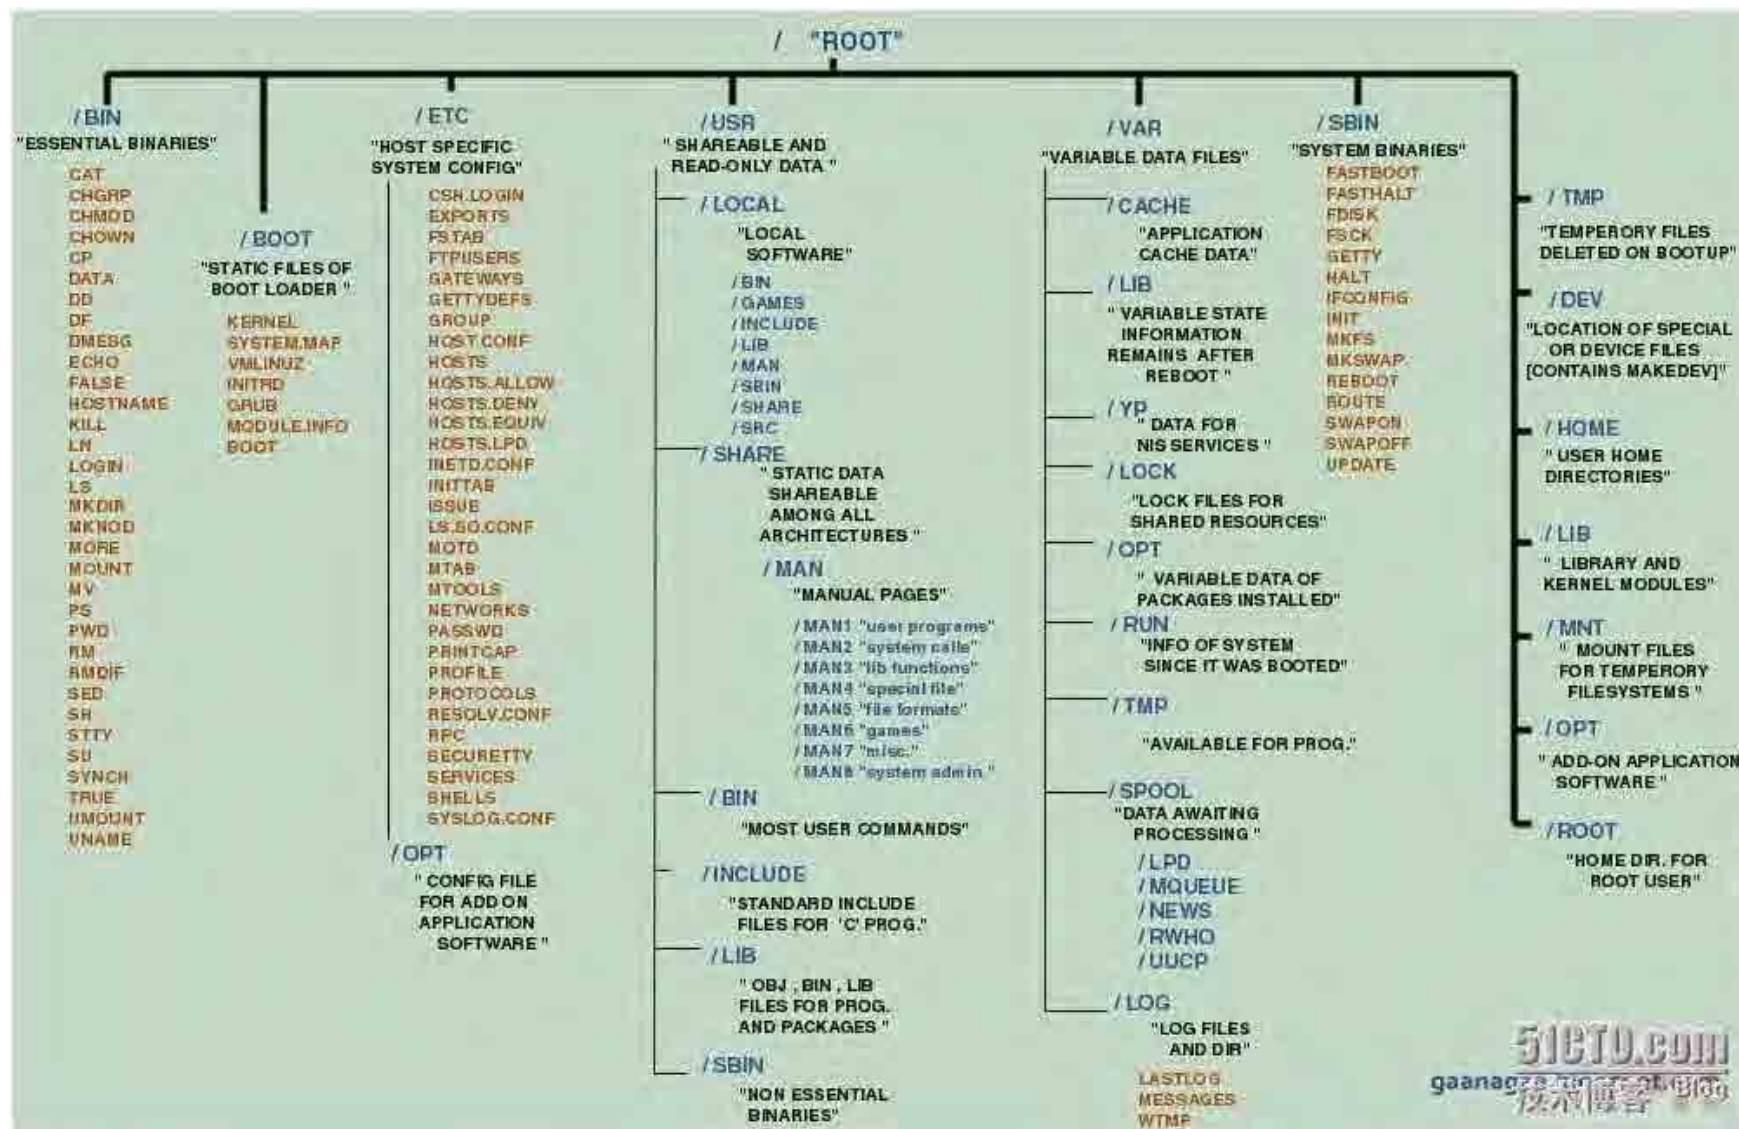 / "ROOT"
/BIN
"ESSENTIAL BINARIES"
CAT
CHGRP
CHMOD
CHOWN
CP
DATA
DD
DF
DMESG
ECHO
FALSE
HOSTNAME
KILL
LN
LOGIN
LS
MKDIR
MKNOD
MORE
MOUNT
MV
PS
PWD
RM
RMDIF
SED
SH
STTY
SU
SYNCH
TRUE
UMOUNT
UNAME
/BOOT
"STATIC FILES OF
BOOT LOADER "
KERNEL
SYSTEM.MAP
VMLINUZ
INITRD
GRUB
MODULE.INFO
BOOT
/ETC
"HOST SPECIFIC
SYSTEM CONFIG"
CSH.LOGIN
EXPORTS
FSTAB
FTPUSERS
GATEWAYS
GETTYDEFS
GROUP
HOST.CONF
HOSTS
HOSTS.ALLOW
HOSTS.DENY
HOSTS.EQUIV
HOSTS.LPD
INETD.CONF
INITTAB
ISSUE
LS.SO.CONF
MOTD
MTAB
MTOOLS
NETWORKS
PASSWD
PRINTCAP
PROFILE
PROTOCOLS
RESOLV.CONF
RPC
SECURETTY
SERVICES
SHELLS
SYSLOG.CONF
/OPT
" CONFIG FILE
FOR ADD ON
APPLICATION
SOFTWARE "
/USR
" SHAREABLE AND
READ-ONLY DATA "
/LOCAL
"LOCAL
SOFTWARE"
/BIN
/GAMES
/INCLUDE
/LIB
/MAN
/SBIN
/SHARE
/SRC
/SHARE
" STATIC DATA
SHAREABLE
AMONG ALL
ARCHITECTURES "
/MAN
"MANUAL PAGES"
/MAN1 "user programs"
/MAN2 "system calls"
/MAN3 "lib functions"
/MAN4 "special file"
/MAN5 "file formats"
/MAN6 "games"
/MAN7 "misc."
/MAN8 "system admin "
/BIN
"MOST USER COMMANDS"
/INCLUDE
"STANDARD INCLUDE
FILES FOR 'C' PROG."
/LIB
" OBJ , BIN , LIB
FILES FOR PROG.
AND PACKAGES "
/SBIN
"NON ESSENTIAL
BINARIES"
/VAR
"VARIABLE DATA FILES"
/CACHE
"APPLICATION
CACHE DATA"
/LIB
" VARIABLE STATE
INFORMATION
REMAINS AFTER
REBOOT "
/YP
" DATA FOR
NIS SERVICES "
/LOCK
"LOCK FILES FOR
SHARED RESOURCES"
/OPT
" VARIABLE DATA OF
PACKAGES INSTALLED"
/RUN
"INFO OF SYSTEM
SINCE IT WAS BOOTED"
/TMP
"AVAILABLE FOR PROG."
/SPOOL
"DATA AWAITING
PROCESSING "
/LPD
/MQUEUE
/NEWS
/RWHO
/UUCP
/LOG
"LOG FILES
AND DIR"
LASTLOG
MESSAGES
WTMP
/SBIN
"SYSTEM BINARIES"
FASTBOOT
FASTHALT
FDISK
FSCK
GETTY
HALT
IFCONFIG
INIT
MKFS
MKSWAP
REBOOT
ROUTE
SWAPON
SWAPOFF
UPDATE
/ TMP
"TEMPERORY FILES
DELETED ON BOOTUP"
/DEV
"LOCATION OF SPECIAL
OR DEVICE FILES
[CONTAINS MAKEDEV]"
/HOME
" USER HOME
DIRECTORIES"
/LIB
" LIBRARY AND
KERNEL MODULES"
/MNT
" MOUNT FILES
FOR TEMPERORY
FILESYSTEMS "
/OPT
" ADD-ON APPLICATION
SOFTWARE "
/ROOT
"HOME DIR. FOR
ROOT USER"
51CTO.com
技术博客 Blog